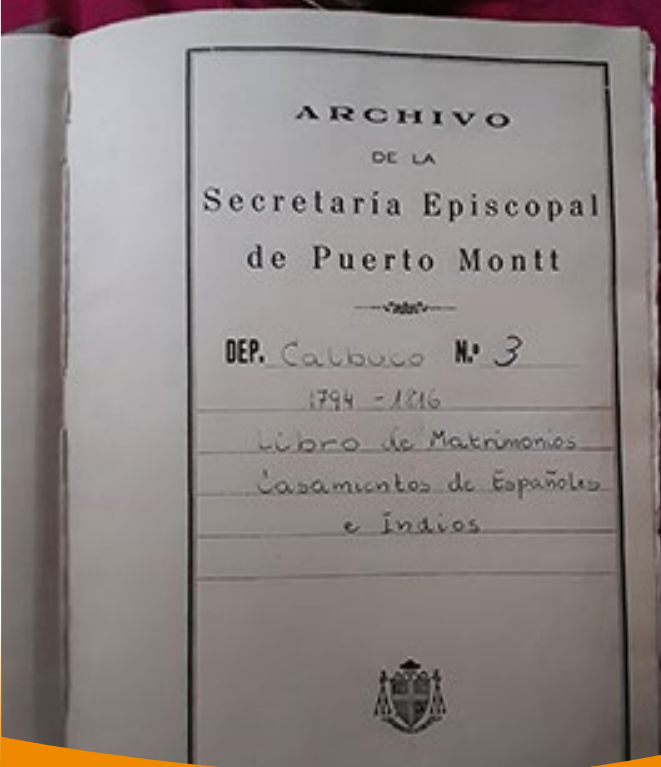 ARCHIVO
DE LA
Secretaría Episcopal
de Puerto Montt
DEP. Calbuco N.º 3
1794 - 1816
Libro de Matrimonios
Casamientos de Españoles
e Indios